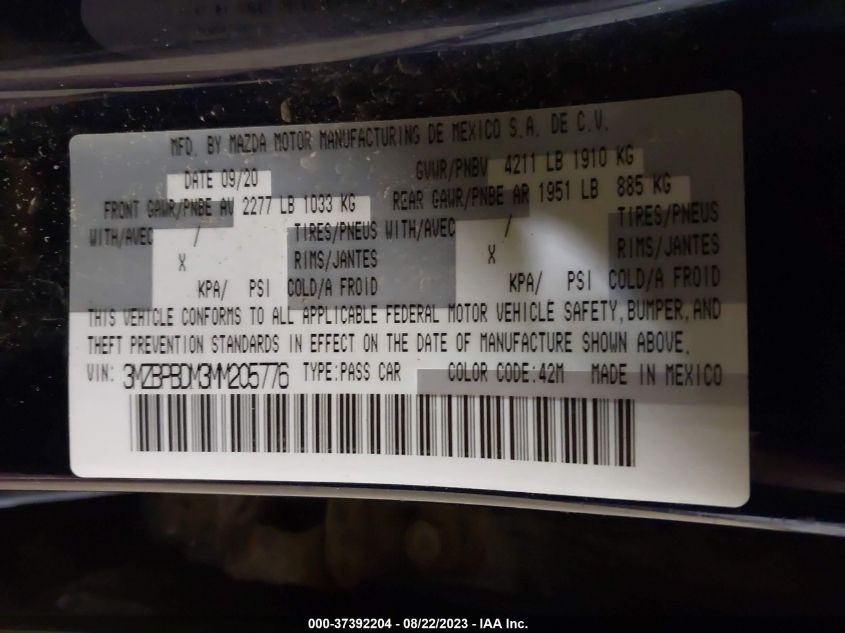 MFD. BY MAZDA MOTOR MANUFACTURING DE MEXICO S.A. DE C.V.
DATE 09/20 GVWR/PNBV 4211 LB 1910 KG
FRONT GAWR/PNBE AV 2277 LB 1033 KG REAR GAWR/PNBE AR 1951 LB 885 KG
WITH/AVEC / TIRES/PNEUS WITH/AVEC / TIRES/PNEUS
X RIMS/JANTES X RIMS/JANTES
KPA/ PSI COLD/A FROID KPA/ PSI COLD/A FROID
THIS VEHICLE CONFORMS TO ALL APPLICABLE FEDERAL MOTOR VEHICLE SAFETY, BUMPER, AND
THEFT PREVENTION STANDARDS IN EFFECT ON THE DATE OF MANUFACTURE SHOWN ABOVE.
VIN: 3MZBPBDM3MM205776 TYPE:PASS CAR COLOR CODE:42M MADE IN MEXICO
000-37392204 - 08/22/2023 - IAA Inc.